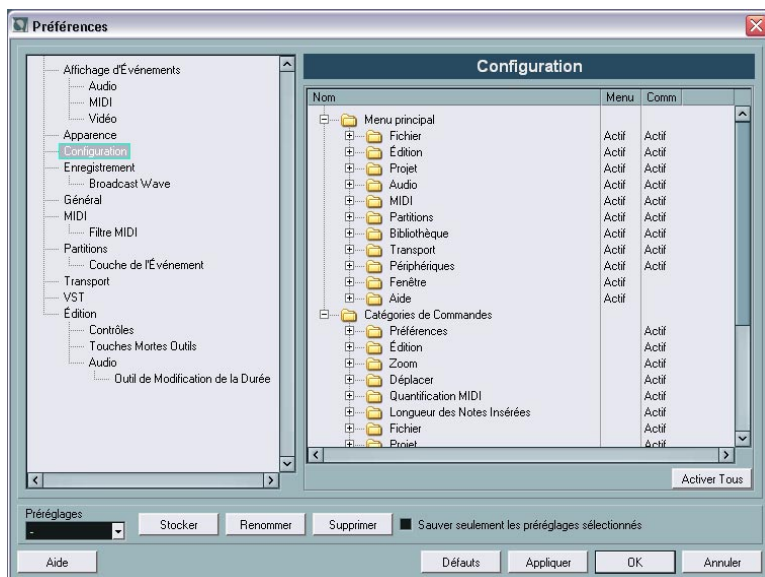 Préférences
Affichage d'Événements
Audio
MIDI
Vidéo
Apparence
Configuration
Enregistrement
Broadcast Wave
Général
MIDI
Filtre MIDI
Partitions
Couche de l'Événement
Transport
VST
Édition
Contrôles
Touches Mortes Outils
Audio
Outil de Modification de la Durée
Configuration
Nom Menu Comm
Menu principal
Fichier Actif Actif
Édition Actif Actif
Projet Actif Actif
Audio Actif Actif
MIDI Actif Actif
Partitions Actif Actif
Bibliothèque Actif Actif
Transport Actif Actif
Périphériques Actif Actif
Fenêtre Actif
Aide Actif
Catégories de Commandes
Préférences Actif
Édition Actif
Zoom Actif
Déplacer Actif
Quantification MIDI Actif
Longueur des Notes Insérées Actif
Fichier Actif
Projet Actif
Activer Tous
Préréglages
- Stocker Renommer Supprimer Sauver seulement les préréglages sélectionnés
Aide Défauts Appliquer OK Annuler